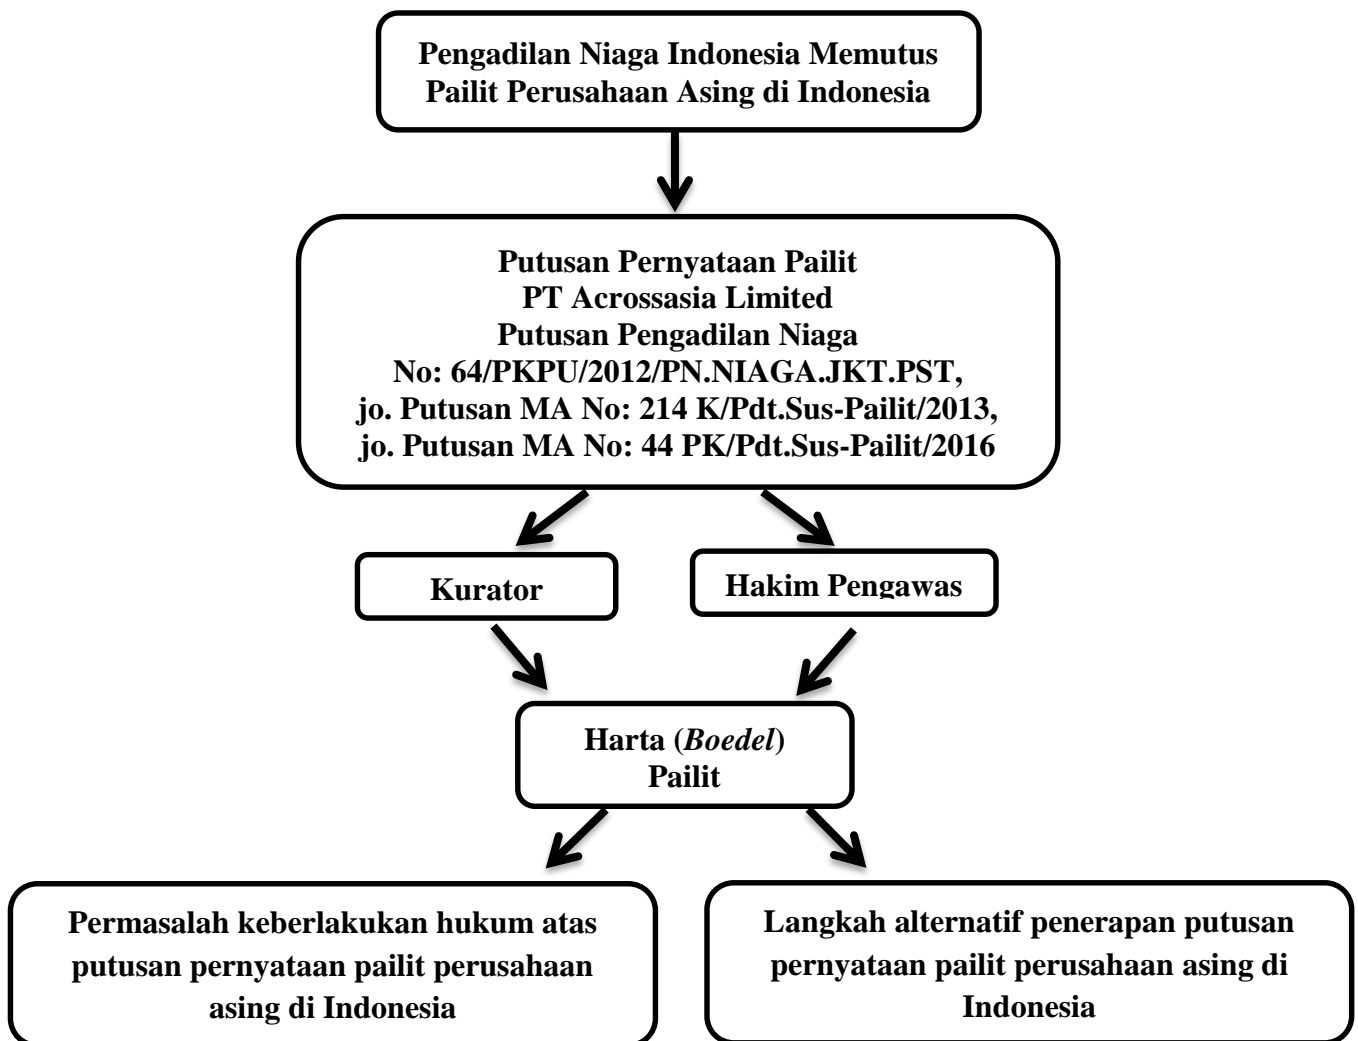 Pengadilan Niaga Indonesia Memutus
Pailit Perusahaan Asing di Indonesia
Putusan Pernyataan Pailit
PT Acrossasia Limited
Putusan Pengadilan Niaga
No: 64/PKPU/2012/PN.NIAGA.JKT.PST,
jo. Putusan MA No: 214 K/Pdt.Sus-Pailit/2013,
jo. Putusan MA No: 44 PK/Pdt.Sus-Pailit/2016
Kurator
Hakim Pengawas
Harta (Boedel)
Pailit
Permasalah keberlakukan hukum atas
putusan pernyataan pailit perusahaan
asing di Indonesia
Langkah alternatif penerapan putusan
pernyataan pailit perusahaan asing di
Indonesia